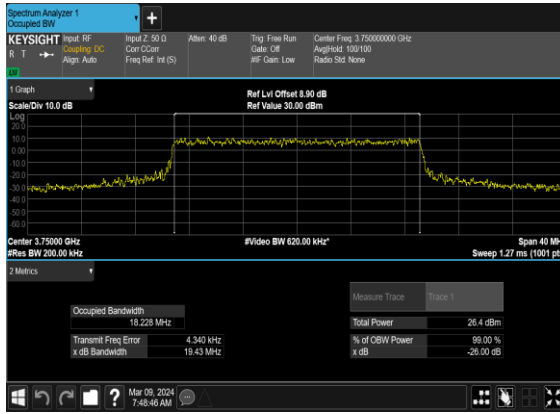 Spectrum Analyzer 1
Occupied BW
+
KEYSIGHT Input: RF Input Z: 50 Ω Atten: 40 dB Trig: Free Run Center Freq: 3.750000000 GHz
R T Coupling: DC Corr CCorr Gate: Off Avg|Hold: 100/100
Align: Auto Freq Ref: Int (S) #IF Gain: Low Radio Std: None
LXI
1 Graph
Ref Lvl Offset 8.90 dB
Scale/Div 10.0 dB Ref Value 30.00 dBm
Log
20.0
10.0
0.00
-10.0
-20.0
-30.0
-40.0
-50.0
-60.0
Center 3.75000 GHz #Video BW 620.00 kHz* Span 40 MH
#Res BW 200.00 kHz Sweep 1.27 ms (1001 pt
2 Metrics
Measure Trace Trace 1
Occupied Bandwidth
18.228 MHz Total Power 26.4 dBm
Transmit Freq Error 4.340 kHz % of OBW Power 99.00 %
x dB Bandwidth 19.43 MHz x dB -26.00 dB
? Mar 09, 2024
7:48:46 AM